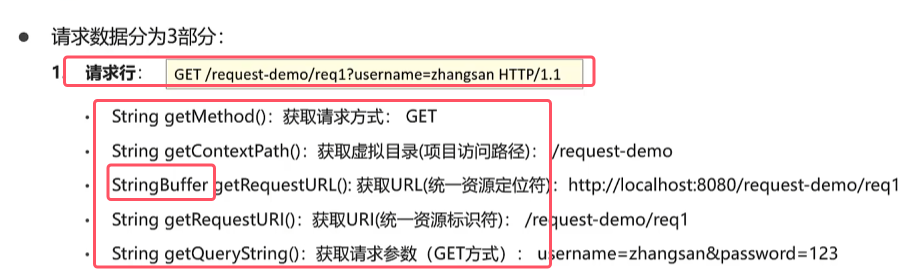 ● 请求数据分为3部分：
1. 请求行： GET /request-demo/req1?username=zhangsan HTTP/1.1
• String getMethod()：获取请求方式： GET
• String getContextPath()：获取虚拟目录(项目访问路径)： /request-demo
• StringBuffer getRequestURL(): 获取URL(统一资源定位符)：http://localhost:8080/request-demo/req1
• String getRequestURI()：获取URI(统一资源标识符)： /request-demo/req1
• String getQueryString()：获取请求参数（GET方式）： username=zhangsan&password=123